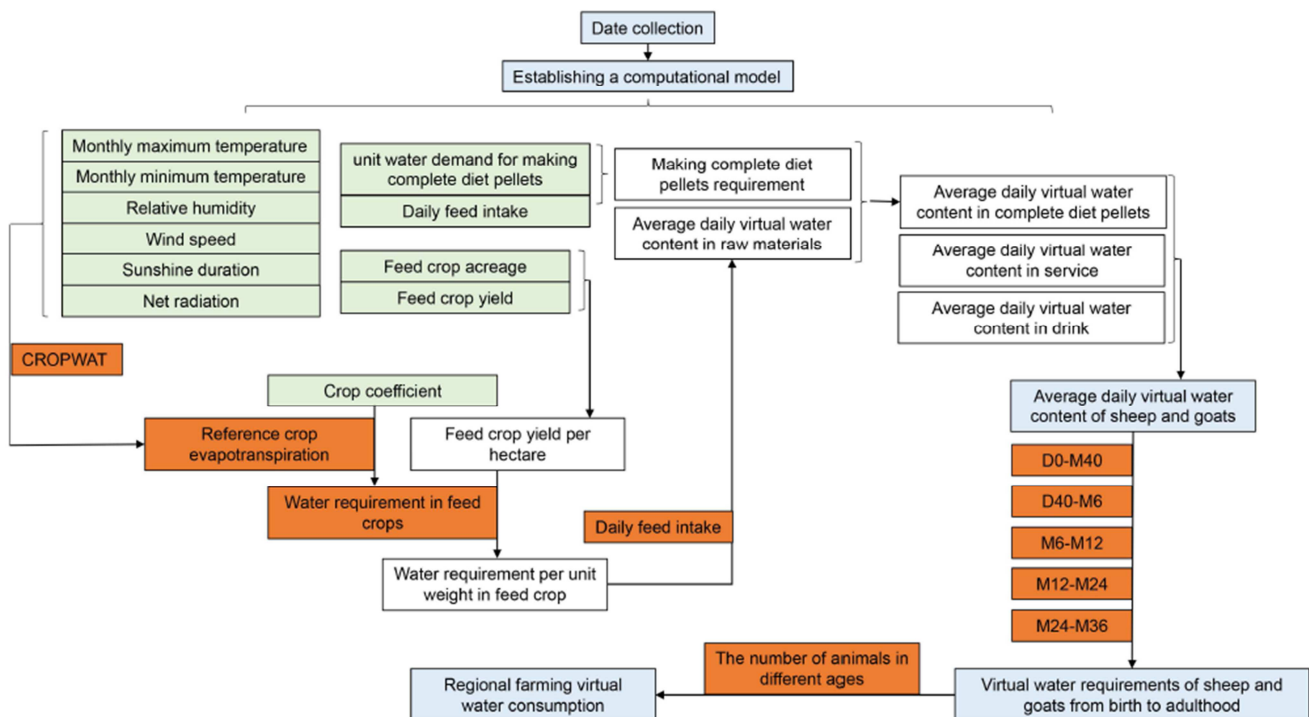 Date collection
Establishing a computational model
Monthly maximum temperature
Monthly minimum temperature
Relative humidity
Wind speed
Sunshine duration
Net radiation
unit water demand for making
complete diet pellets
Daily feed intake
Feed crop acreage
Feed crop yield
Making complete diet
pellets requirement
Average daily virtual water
content in raw materials
Average daily virtual water
content in complete diet pellets
Average daily virtual water
content in service
Average daily virtual water
content in drink
CROPWAT
Crop coefficient
Reference crop
evapotranspiration
Feed crop yield per
hectare
Water requirement in feed
crops
Daily feed intake
Water requirement per unit
weight in feed crop
Average daily virtual water
content of sheep and goats
D0-M40
D40-M6
M6-M12
M12-M24
M24-M36
The number of animals in
different ages
Regional farming virtual
water consumption
Virtual water requirements of sheep and
goats from birth to adulthood